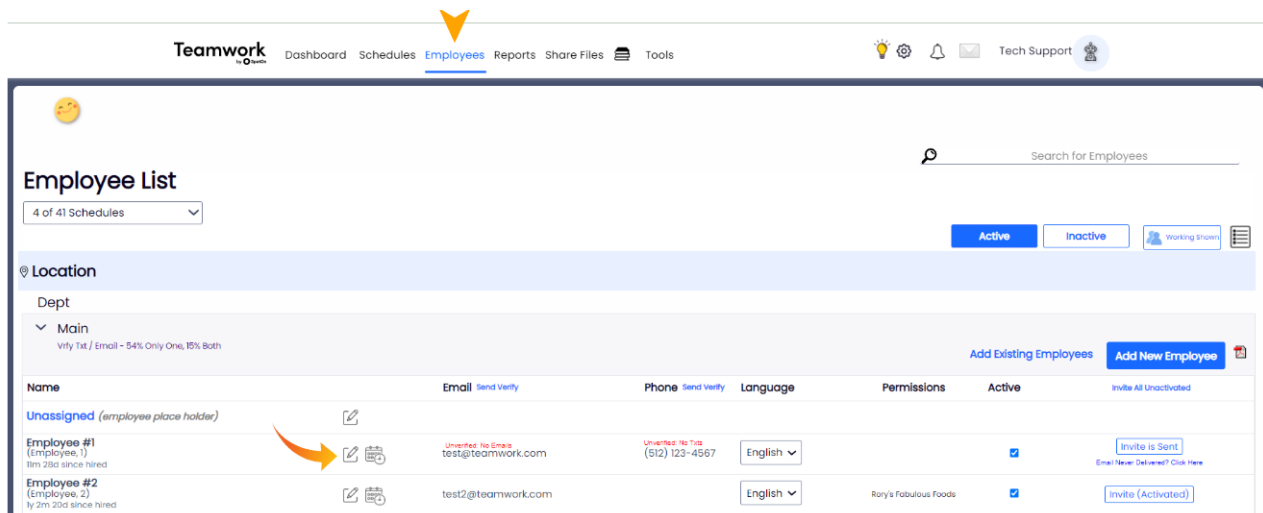 Teamwork
by SpotOn
Dashboard Schedules Employees Reports Share Files Tools
Tech Support
Search for Employees
Employee List
4 of 41 Schedules
Active Inactive Working Shown
Location
Dept
Main
Vrfy Txt / Email - 54% Only One, 15% Both
Add Existing Employees Add New Employee
Name Email Send Verify Phone Send Verify Language Permissions Active Invite All Unactivated
Unassigned (employee place holder)
Employee #1
(Employee, 1)
11m 28d since hired
Unverified: No Emails
test@teamwork.com
Unverified: No Txts
(512) 123-4567
English
Invite is Sent
Email Never Delivered? Click Here
Employee #2
(Employee, 2)
1y 2m 20d since hired
test2@teamwork.com
English
Rory's Fabulous Foods
Invite (Activated)